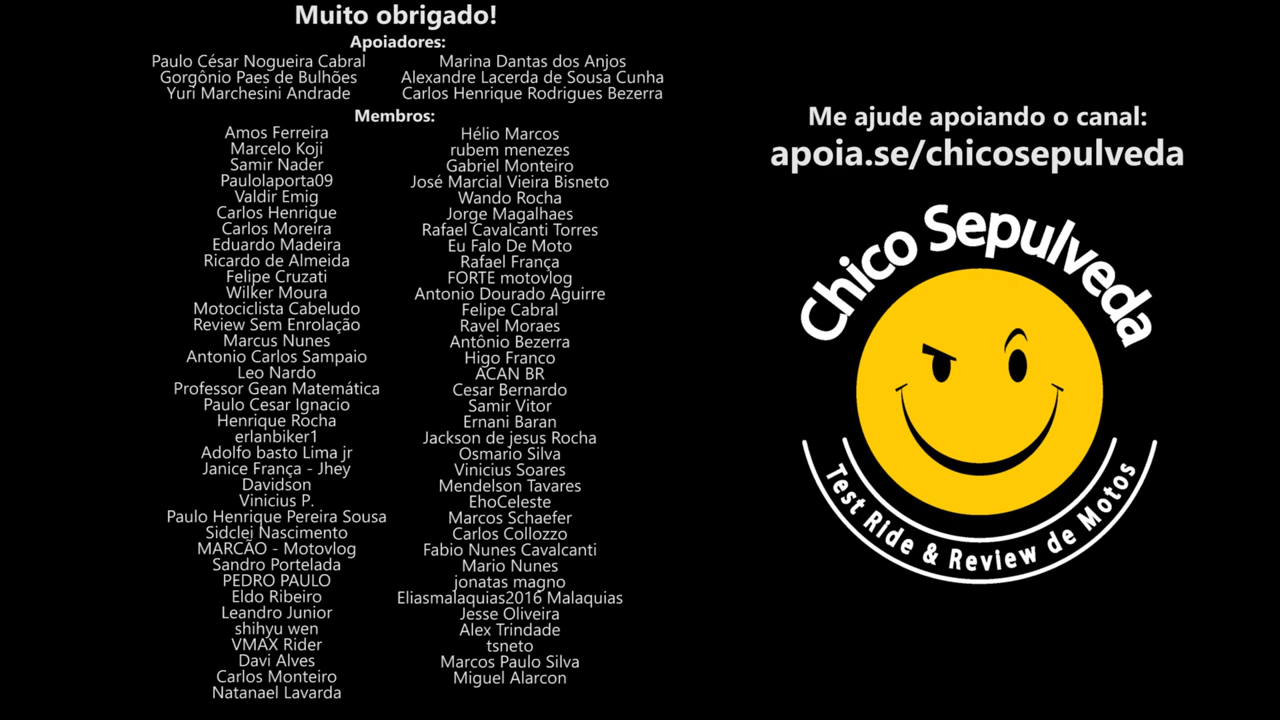 Muito obrigado!
Apoiadores:
Paulo César Nogueira Cabral
Gorgônio Paes de Bulhões
Yuri Marchesini Andrade
Marina Dantas dos Anjos
Alexandre Lacerda de Sousa Cunha
Carlos Henrique Rodrigues Bezerra
Membros:
Amos Ferreira
Marcelo Koji
Samir Nader
Paulolaporta09
Valdir Emig
Carlos Henrique
Carlos Moreira
Eduardo Madeira
Ricardo de Almeida
Felipe Cruzati
Wilker Moura
Motociclista Cabeludo
Review Sem Enrolação
Marcus Nunes
Antonio Carlos Sampaio
Leo Nardo
Professor Gean Matemática
Paulo Cesar Ignacio
Henrique Rocha
erlanbiker1
Adolfo basto Lima jr
Janice França - Jhey
Davidson
Vinicius P.
Paulo Henrique Pereira Sousa
Sidclei Nascimento
MARCÃO - Motovlog
Sandro Portelada
PEDRO PAULO
Eldo Ribeiro
Leandro Junior
shihyu wen
VMAX Rider
Davi Alves
Carlos Monteiro
Natanael Lavarda
Hélio Marcos
rubem menezes
Gabriel Monteiro
José Marcial Vieira Bisneto
Wando Rocha
Jorge Magalhaes
Rafael Cavalcanti Torres
Eu Falo De Moto
Rafael França
FORTE motovlog
Antonio Dourado Aguirre
Felipe Cabral
Ravel Moraes
Antônio Bezerra
Higo Franco
ACAN BR
Cesar Bernardo
Samir Vitor
Ernani Baran
Jackson de jesus Rocha
Osmario Silva
Vinicius Soares
Mendelson Tavares
EhoCeleste
Marcos Schaefer
Carlos Collozzo
Fabio Nunes Cavalcanti
Mario Nunes
jonatas magno
Eliasmalaquias2016 Malaquias
Jesse Oliveira
Alex Trindade
tsneto
Marcos Paulo Silva
Miguel Alarcon
Me ajude apoiando o canal:
apoia.se/chicosepulveda
Chico Sepulveda
Test Ride & Review de Motos